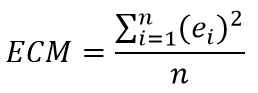 ECM = \frac{\sum_{i=1}^{n}(e_i)^2}{n}